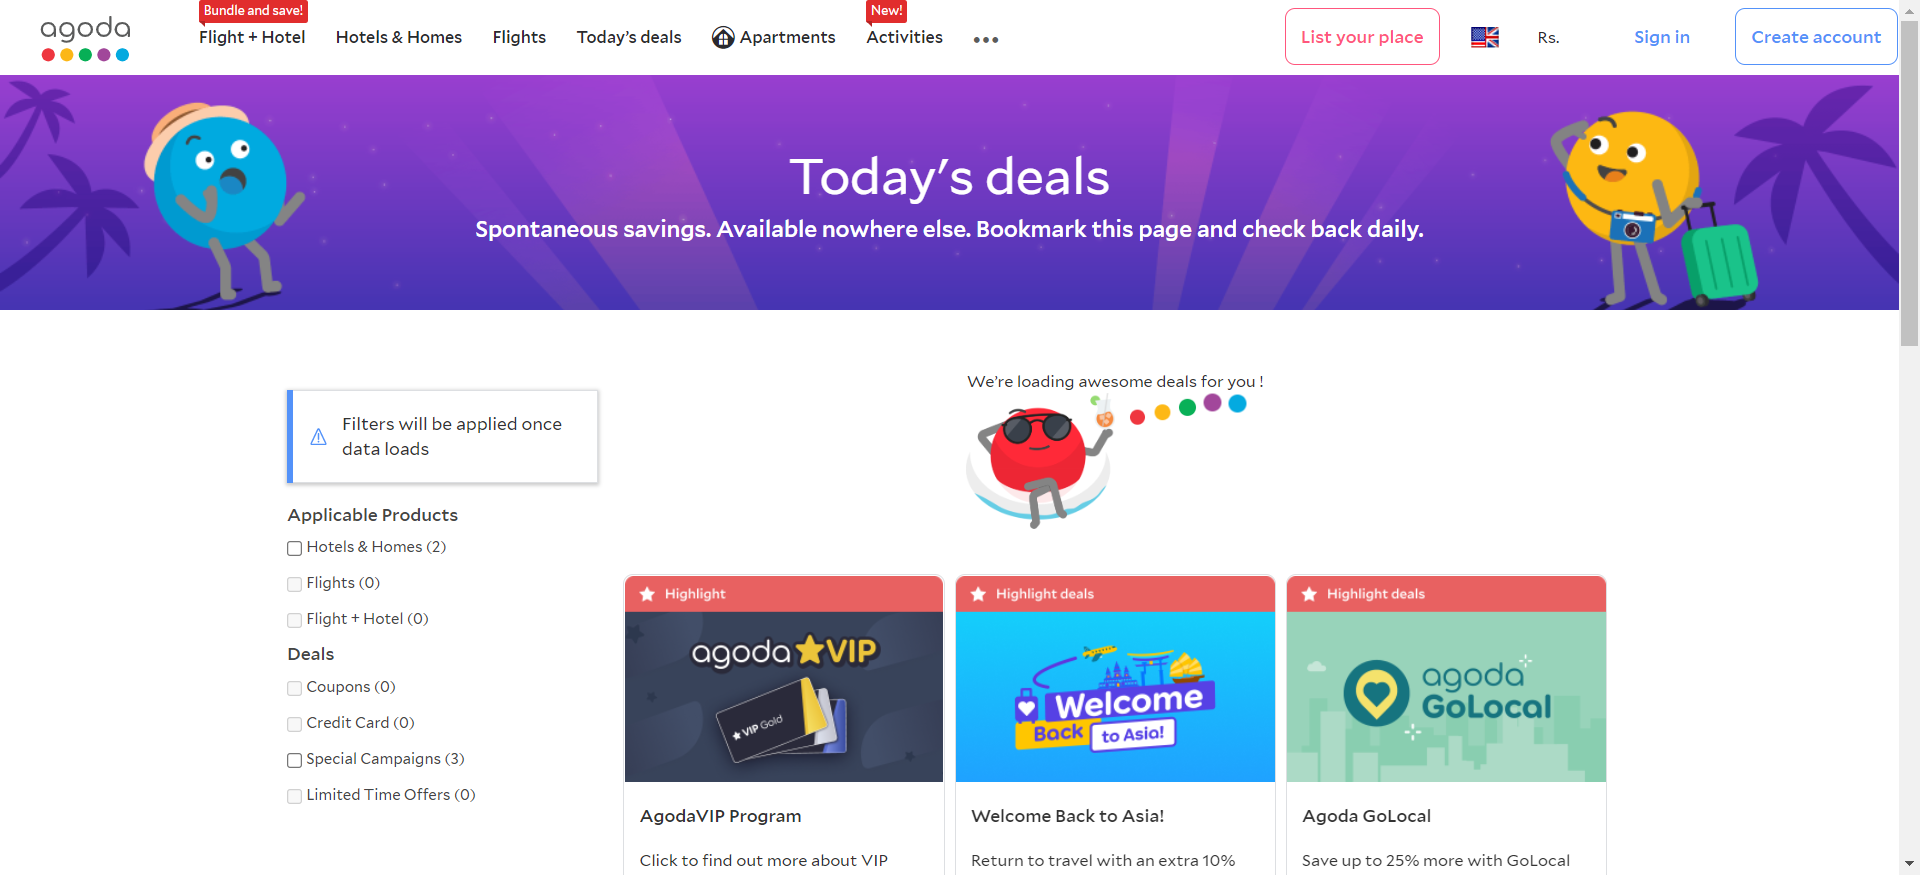 agoda
Bundle and save!
Flight + Hotel
Hotels & Homes
Flights
Today's deals
Apartments
New!
Activities
List your place
Rs.
Sign in
Create account
Today's deals
Spontaneous savings. Available nowhere else. Bookmark this page and check back daily.
We're loading awesome deals for you !
Filters will be applied once
data loads
Applicable Products
Hotels & Homes (2)
Flights (0)
Flight + Hotel (0)
Deals
Coupons (0)
Credit Card (0)
Special Campaigns (3)
Limited Time Offers (0)
Highlight
agoda VIP
VIP Gold
AgodaVIP Program
Click to find out more about VIP
Highlight deals
Welcome
Back to Asia!
Welcome Back to Asia!
Return to travel with an extra 10%
Highlight deals
agoda
GoLocal
Agoda GoLocal
Save up to 25% more with GoLocal